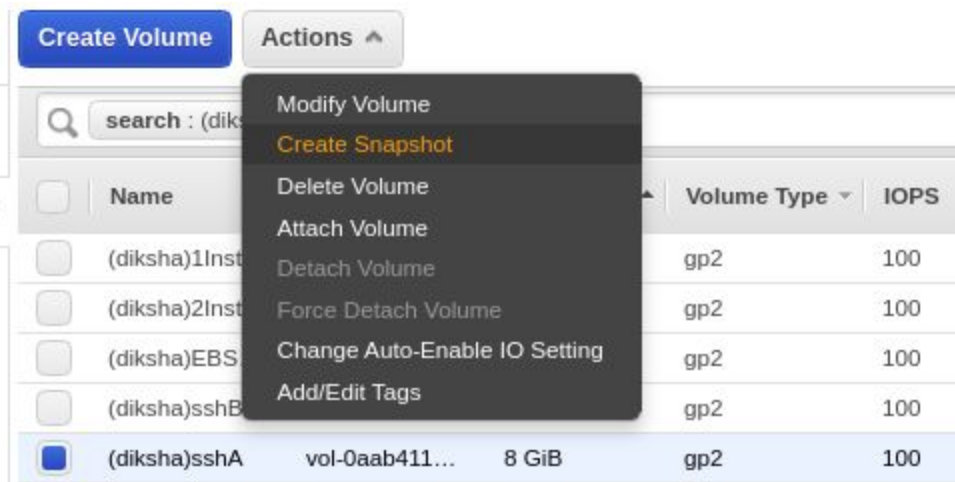 Create Volume Actions
Modify Volume
search : (diks
Create Snapshot
Name
Delete Volume
Volume Type IOPS
Attach Volume
(diksha)1Inst gp2 100
Detach Volume
(diksha)2Inst
Force Detach Volume
gp2 100
(diksha)EBS
Change Auto-Enable IO Setting
gp2 100
(diksha)sshB
Add/Edit Tags
gp2 100
(diksha)sshA vol-0aab411... 8 GiB gp2 100